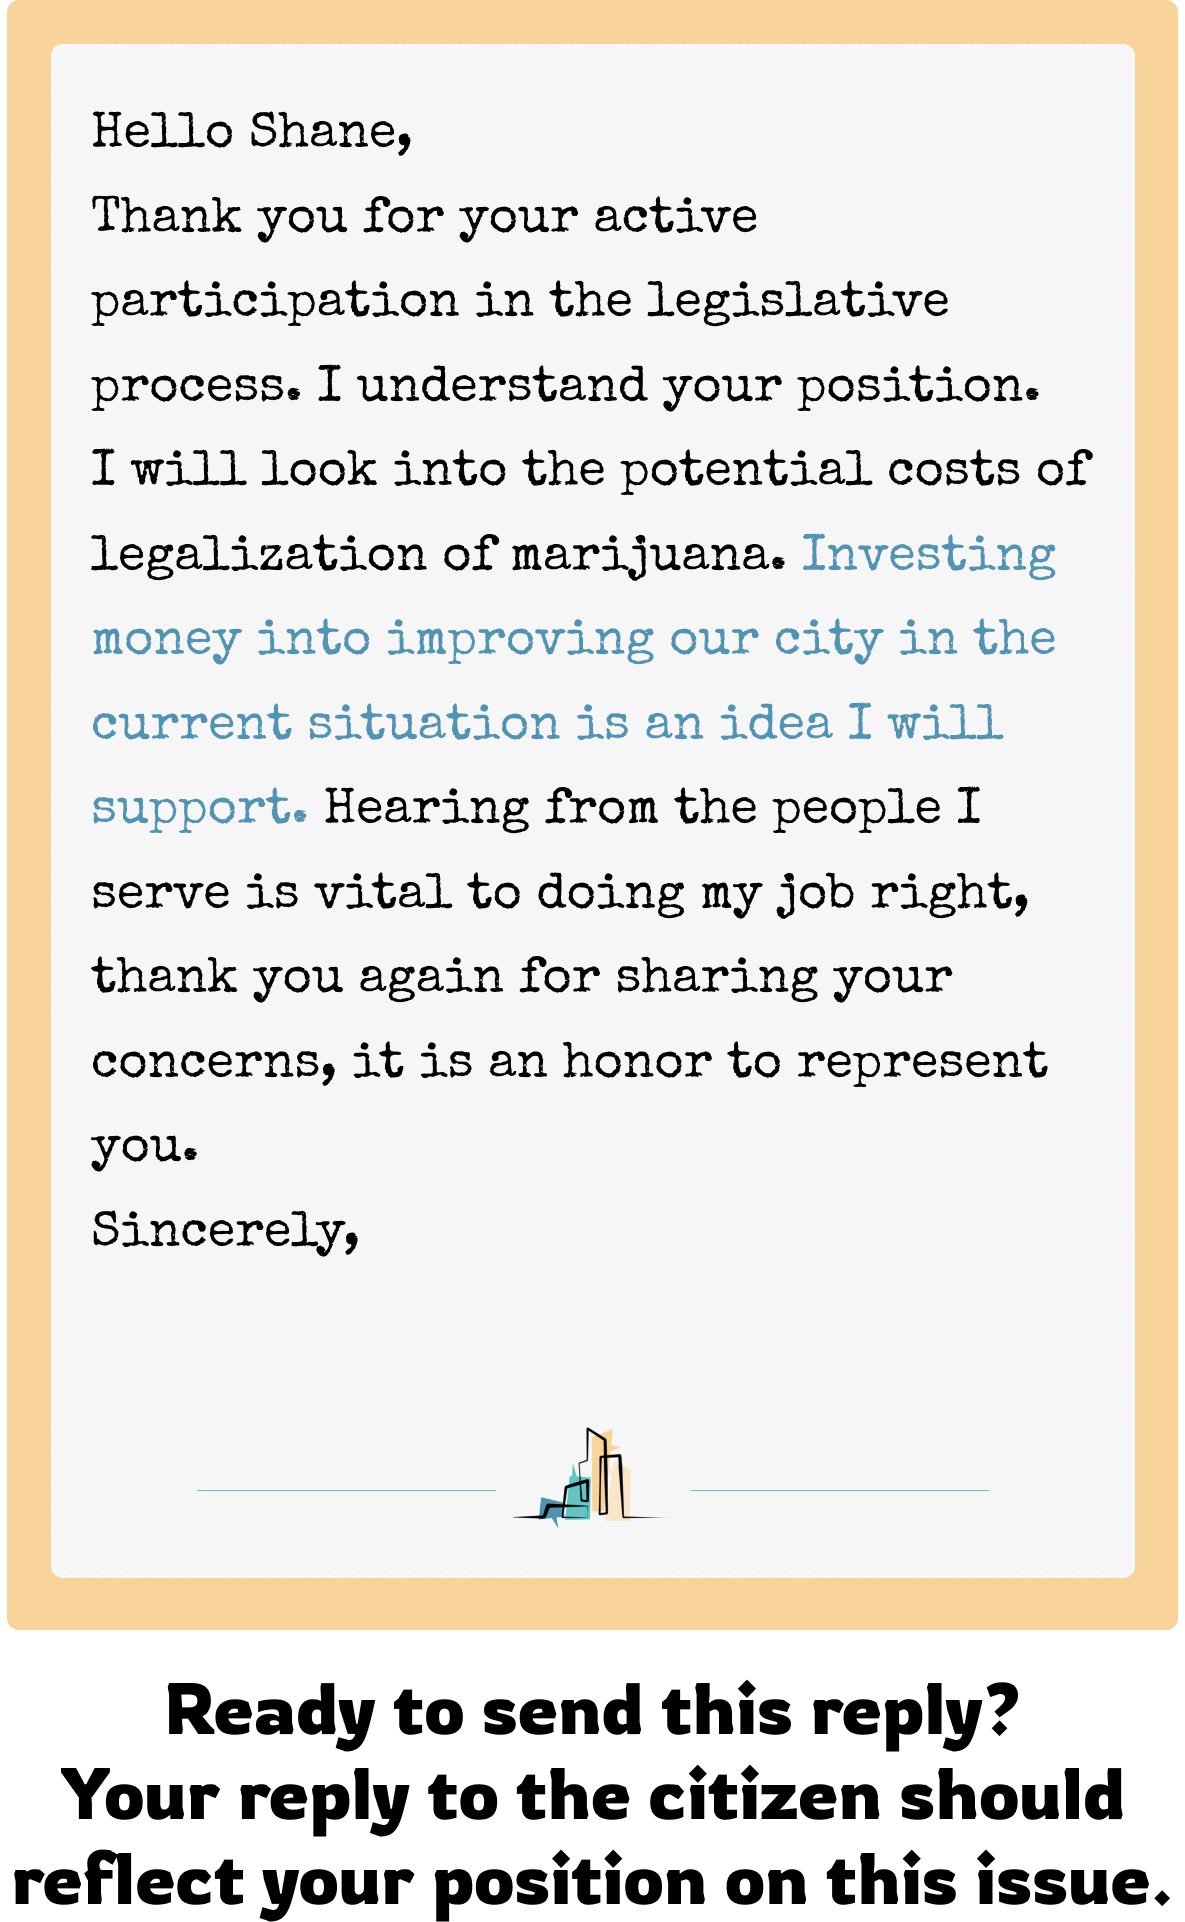 Hello Shane,
Thank you for your active
participation in the legislative
process. I understand your position.
I will look into the potential costs of
legalization of marijuana. Investing
money into improving our city in the
current situation is an idea I will
support. Hearing from the people I
serve is vital to doing my job right,
thank you again for sharing your
concerns, it is an honor to represent
you.
Sincerely,
Ready to send this reply?
Your reply to the citizen should
reflect your position on this issue.